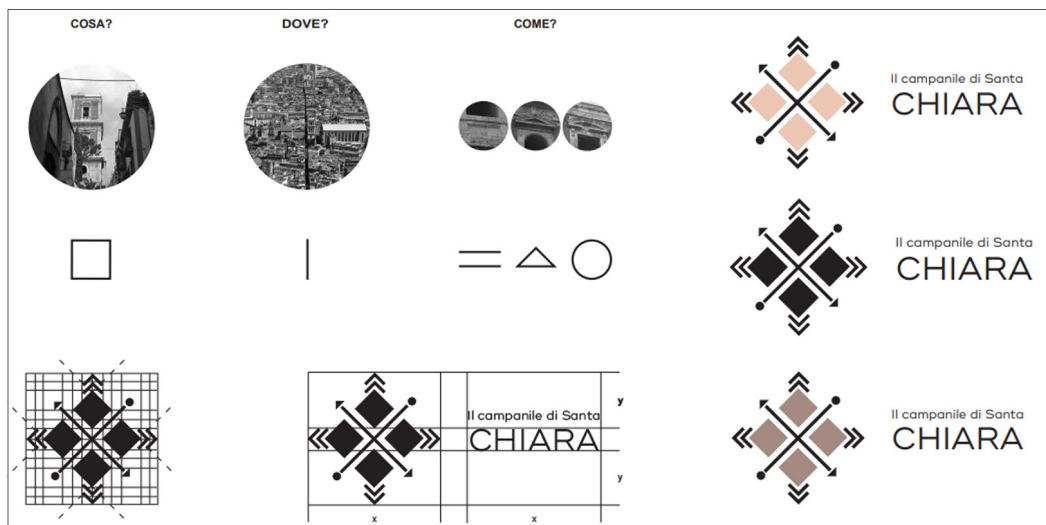 COSA?
DOVE?
COME?
Il campanile di Santa
CHIARA
Il campanile di Santa
CHIARA
Il campanile di Santa
CHIARA
y
y
x
x
Il campanile di Santa
CHIARA